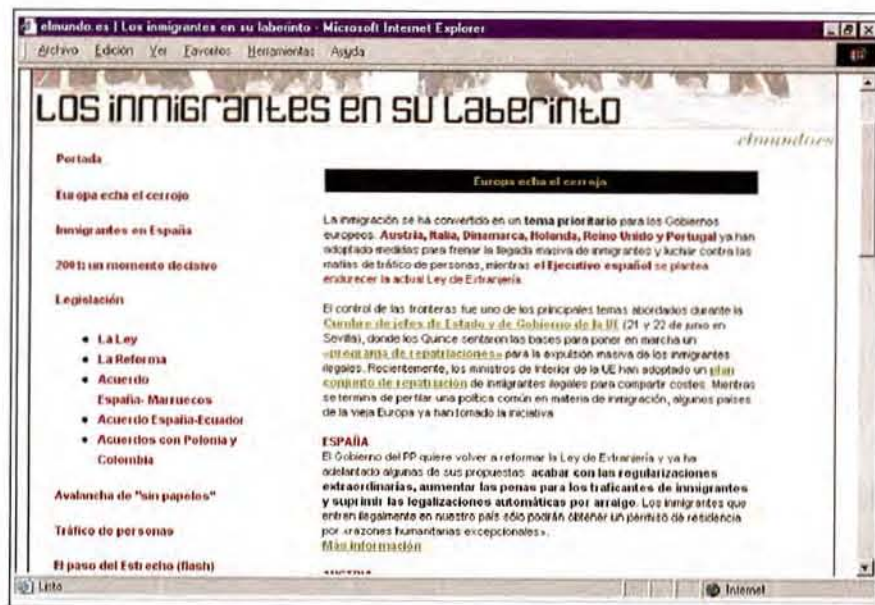 elmundo.es | Los inmigrantes en su laberinto - Microsoft Internet Explorer
Archivo Edición Ver Favoritos Herramientas Ayuda
Los inmigrantes en su Laberinto
elmundo.es
Portada
Europa echa el cerrojo
Inmigrantes en España
2001: un momento decisivo
Legislación
La Ley
La Reforma
Acuerdo
España- Marruecos
Acuerdo España-Ecuador
Acuerdos con Polonia y
Colombia
Avalancha de "sin papeles"
Tráfico de personas
El paso del Estrecho (flash)
Europa echa el cerrojo
La inmigración se ha convertido en un tema prioritario para los Gobiernos
europeos. Austria, Italia, Dinamarca, Holanda, Reino Unido y Portugal ya han
adoptado medidas para frenar la llegada masiva de inmigrantes y luchar contra las
mafias de tráfico de personas, mientras el Ejecutivo español se plantea
endurecer la actual Ley de Extranjería.
El control de las fronteras fue uno de los principales temas abordados durante la
Cumbre de jefes de Estado y de Gobierno de la UE (21 y 22 de junio en
Sevilla), donde los Quince sentaron las bases para poner en marcha un
«programa de repatriaciones» para la expulsión masiva de los inmigrantes
ilegales. Recientemente, los ministros de Interior de la UE han adoptado un plan
conjunto de repatriación de inmigrantes ilegales para compartir costes. Mientras
se termina de perfilar una política común en materia de inmigración, algunos países
de la vieja Europa ya han tomado la iniciativa
ESPAÑA
El Gobierno del PP quiere volver a reformar la Ley de Extranjería y ya ha
adelantado algunas de sus propuestas: acabar con las regularizaciones
extraordinarias, aumentar las penas para los traficantes de inmigrantes
y suprimir las legalizaciones automáticas por arraigo. Los inmigrantes que
entren ilegalmente en nuestro país sólo podrán obtener un permiso de residencia
por «razones humanitarias excepcionales».
Más información
AUSTRIA
Listo
Internet